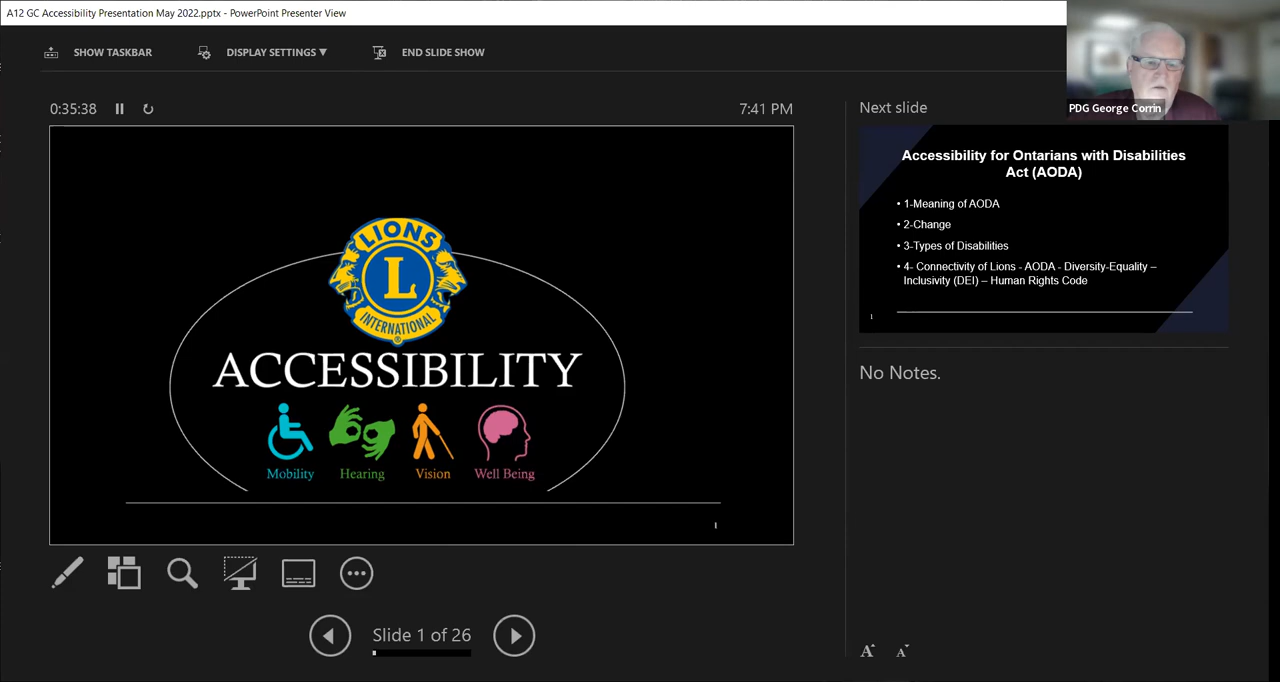 A12 GC Accessibility Presentation May 2022.pptx - PowerPoint Presenter View
SHOW TASKBAR
DISPLAY SETTINGS ▼
END SLIDE SHOW
0:35:38
7:41 PM
Next slide
PDG George Corrin
LIONS
L
INTERNATIONAL
®
ACCESSIBILITY
Mobility
Hearing
Vision
Well Being
1
Accessibility for Ontarians with Disabilities
Act (AODA)
• 1-Meaning of AODA
• 2-Change
• 3-Types of Disabilities
• 4- Connectivity of Lions - AODA - Diversity-Equality –
Inclusivity (DEI) – Human Rights Code
1
No Notes.
Slide 1 of 26
A
A